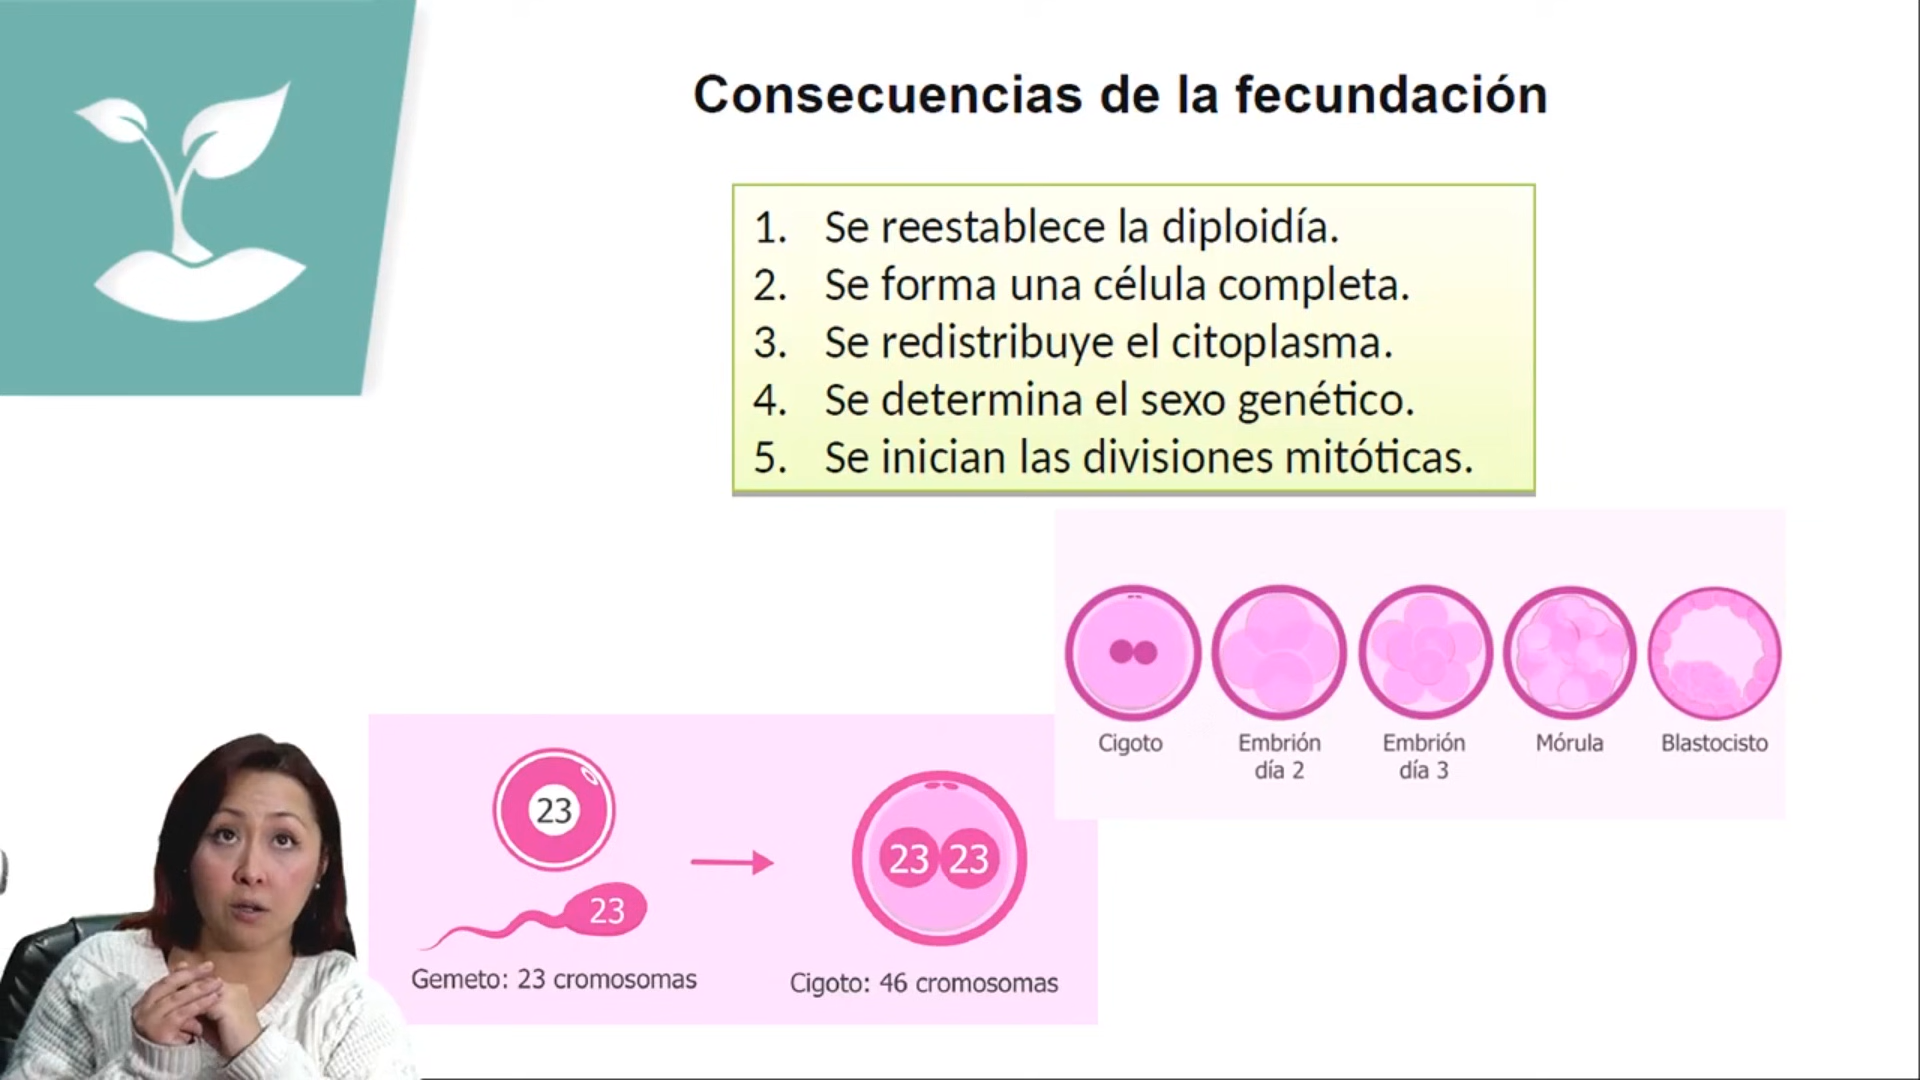 Consecuencias de la fecundación
1. Se reestablece la diploidía.
2. Se forma una célula completa.
3. Se redistribuye el citoplasma.
4. Se determina el sexo genético.
5. Se inician las divisiones mitóticas.
Cigoto
Embrión
día 2
Embrión
día 3
Mórula
Blastocisto
23
23
23 23
Gemeto: 23 cromosomas
Cigoto: 46 cromosomas